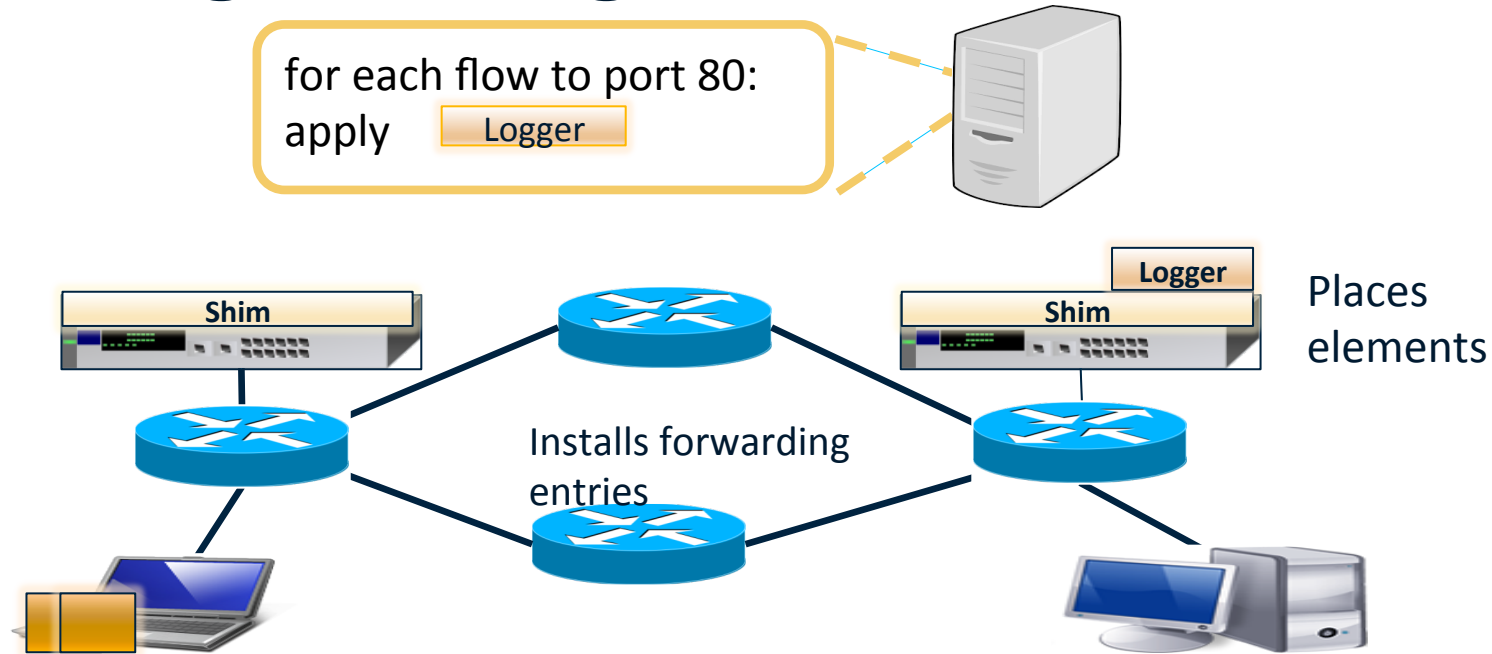 for each flow to port 80:
apply Logger
Logger
Shim
Shim
Places
elements
Installs forwarding
entries